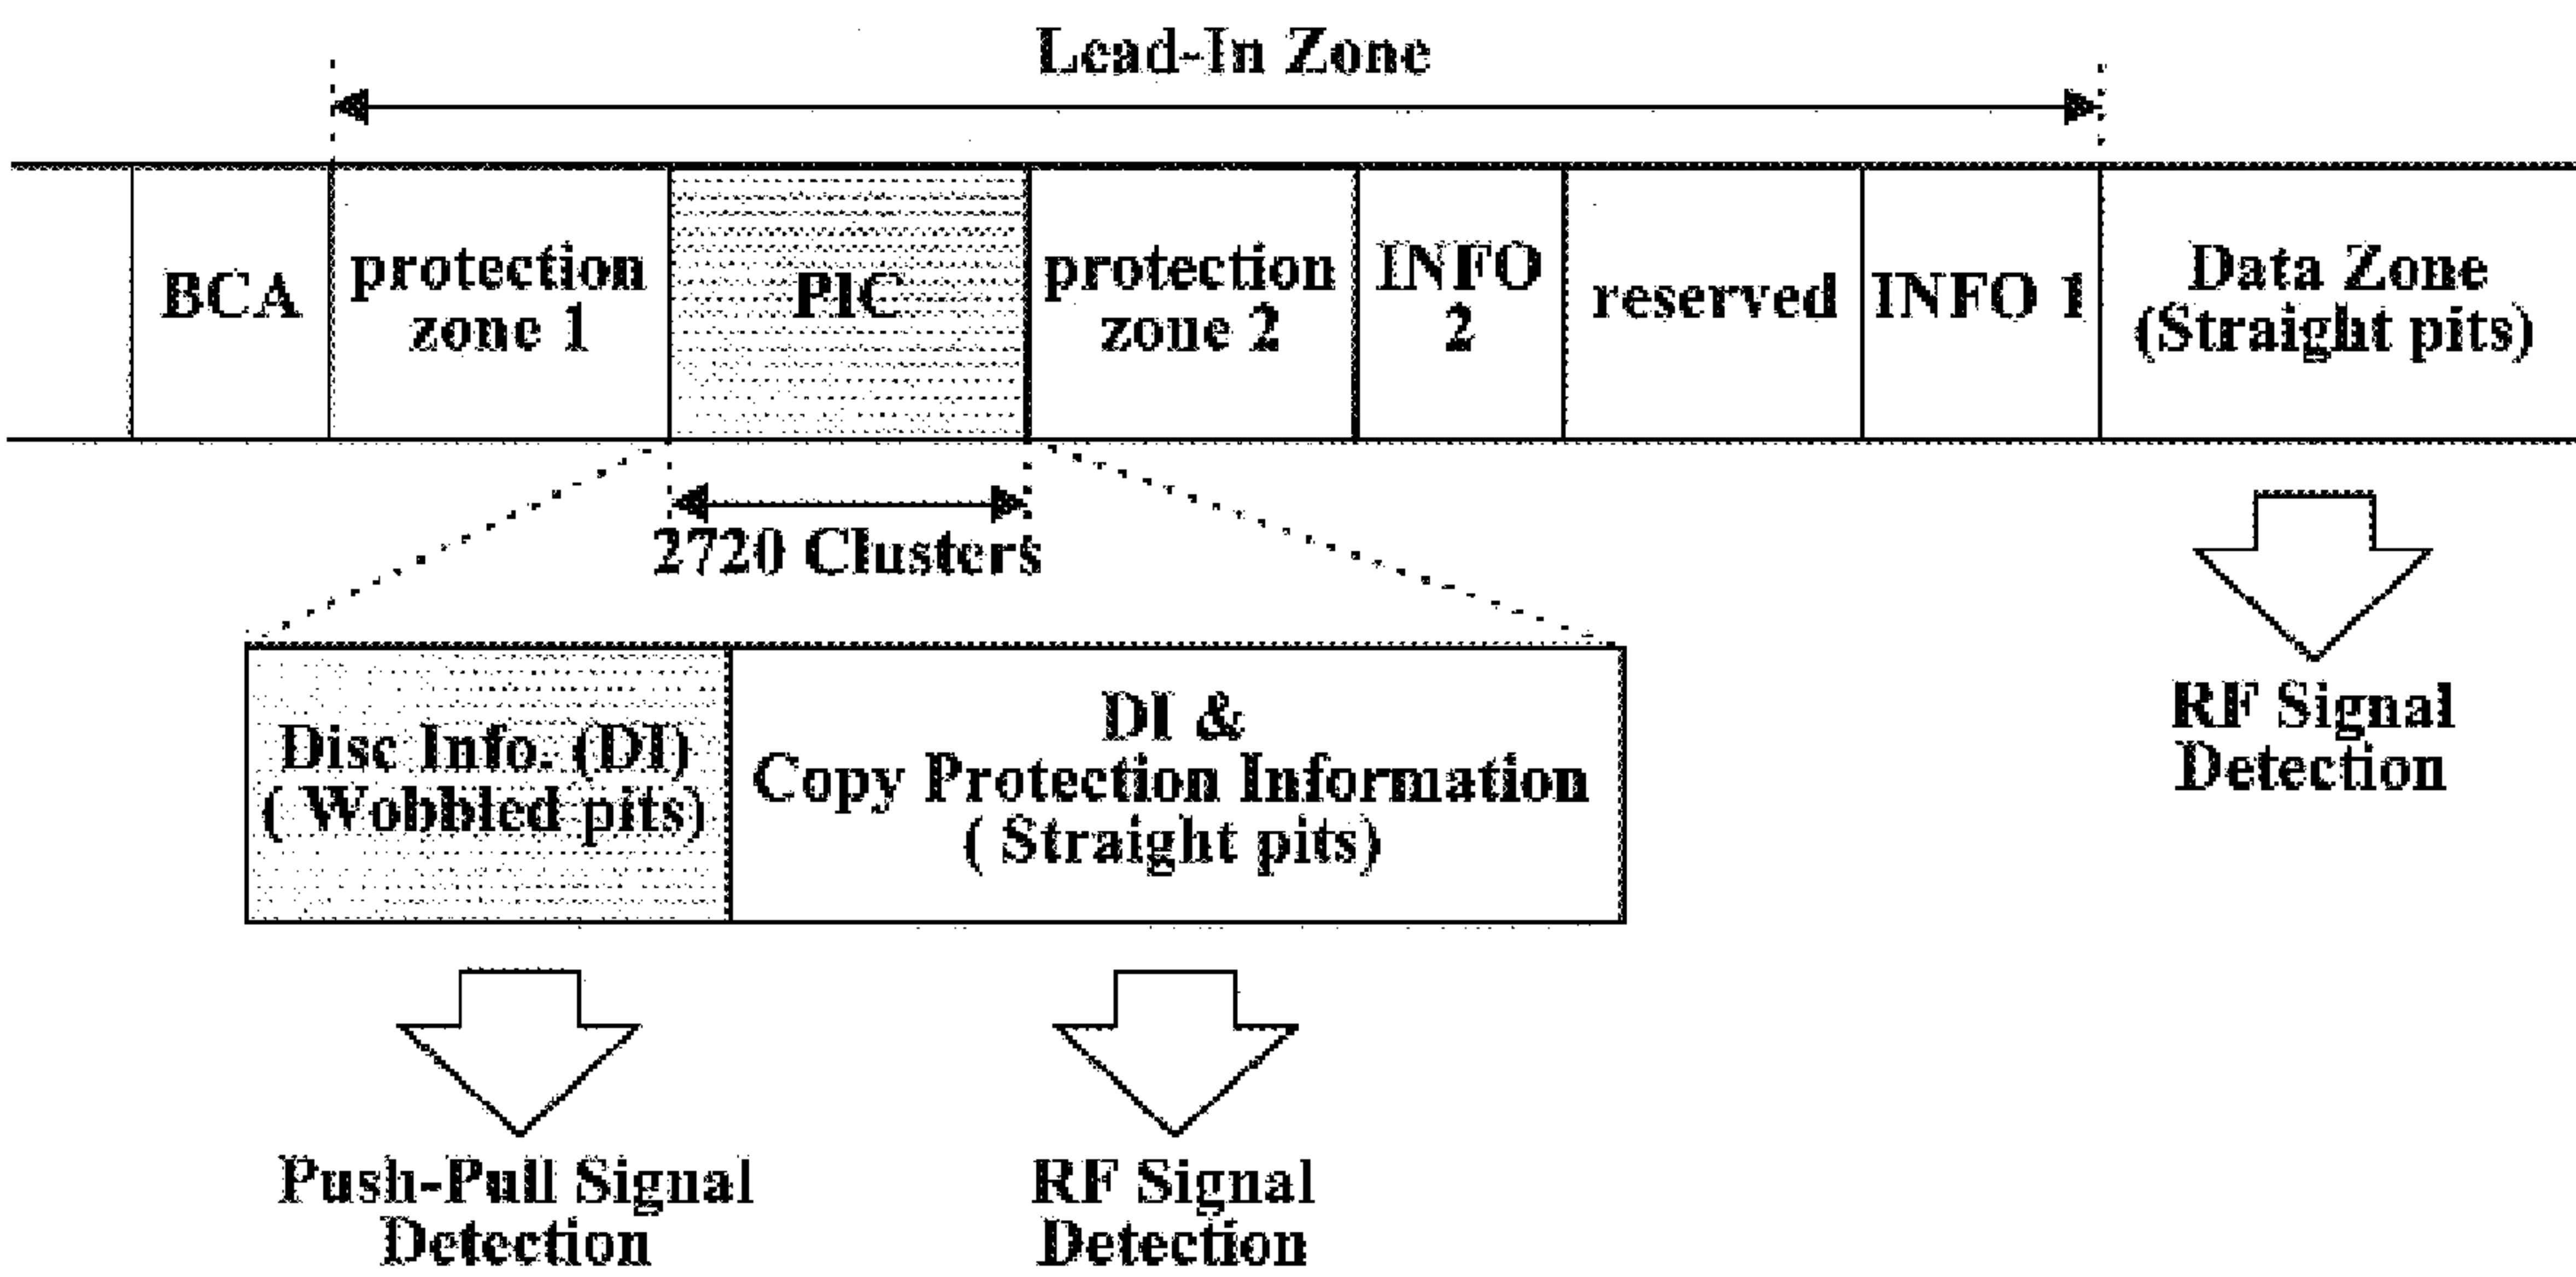 Lead-In Zone
BCA
protection
zone 1
PIC
protection
zone 2
INFO
2
reserved
INFO 1
Data Zone
(Straight pits)
2720 Clusters
RF Signal
Detection
Disc Info. (DI)
( Wobbled pits)
DI &
Copy Protection Information
( Straight pits)
Push-Pull Signal
Detection
RF Signal
Detection